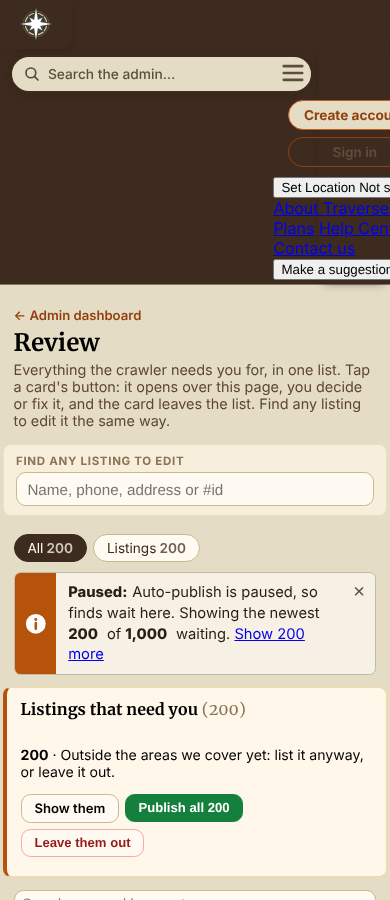 Search the admin...
Create accou
Sign in
Set Location Not s
About Traverse
Plans Help Cen
Contact us
Make a suggestion
← Admin dashboard
Review
Everything the crawler needs you for, in one list. Tap
a card's button: it opens over this page, you decide
or fix it, and the card leaves the list. Find any listing
to edit it the same way.
FIND ANY LISTING TO EDIT
Name, phone, address or #id
All 200 Listings 200
Paused: Auto-publish is paused, so
finds wait here. Showing the newest
200 of 1,000 waiting. Show 200
more
Listings that need you (200)
200 · Outside the areas we cover yet: list it anyway,
or leave it out.
Show them Publish all 200
Leave them out